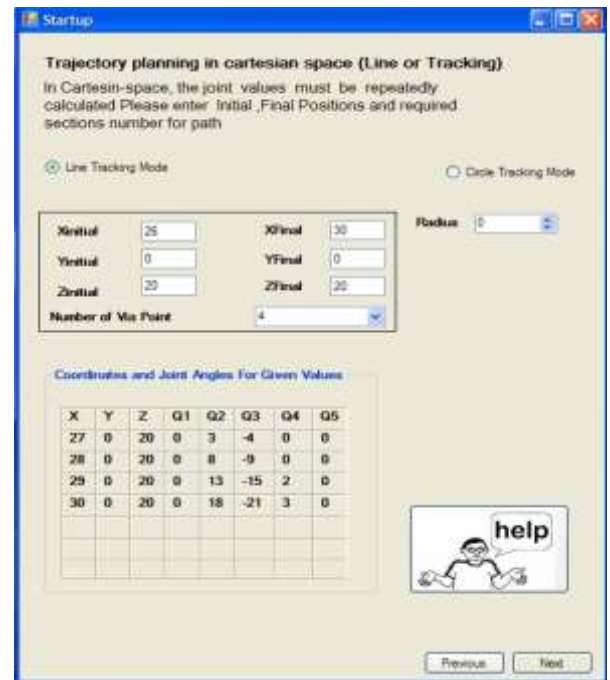 Startup
Trajectory planning in cartesian space (Line or Tracking)
In Cartesin-space, the joint values must be repeatedly
calculated Please enter Initial ,Final Positions and required
sections number for path
Line Tracking Mode
Circle Tracking Mode
Xinitial 26 XFinal 30 Radius 0
Yinitial 0 YFinal 0
Zinitial 20 ZFinal 20
Number of Via Point 4
Coordinates and Joint Angles For Given Values
X Y Z Q1 Q2 Q3 Q4 Q5
27 0 20 0 3 -4 0 0
28 0 20 0 8 -9 0 0
29 0 20 0 13 -15 2 0
30 0 20 0 18 -21 3 0
help
Previous Next